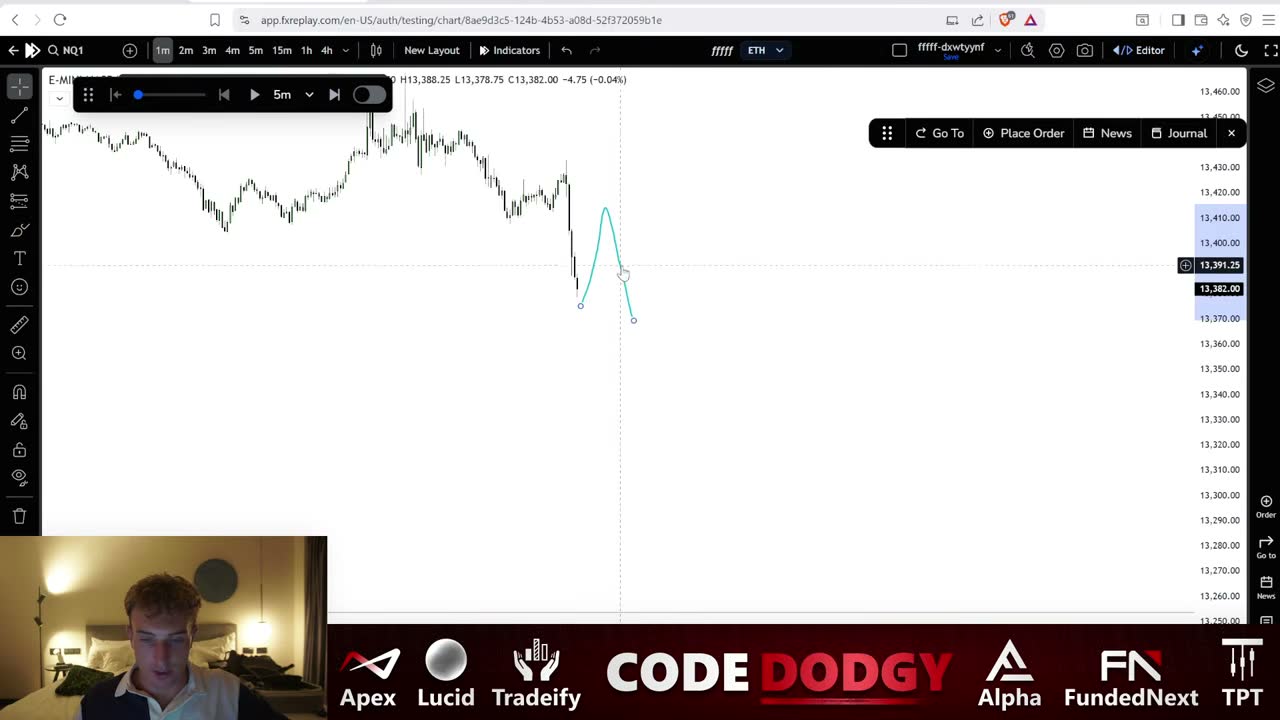 app.fxreplay.com/en-US/auth/testing/chart/8ae9d3c5-124b-4b53-a08d-52f372059b1e
NQ1
1m 2m 3m 4m 5m 15m 1h 4h
New Layout
Indicators
fffff
ETH
fffff-dxwtyynf
Save
Editor
E-MIN
H13,388.25 L13,378.75 C13,382.00 −4.75 (−0.04%)
5m
Go To
Place Order
News
Journal
13,460.00
13,430.00
13,420.00
13,410.00
13,400.00
13,391.25
13,382.00
13,370.00
13,360.00
13,350.00
13,340.00
13,330.00
13,320.00
13,310.00
13,300.00
13,290.00
13,280.00
13,270.00
13,260.00
13,250.00
Order
Go to
News
Apex
Lucid
Tradeify
CODE DODGY
Alpha
FN
FundedNext
TPT